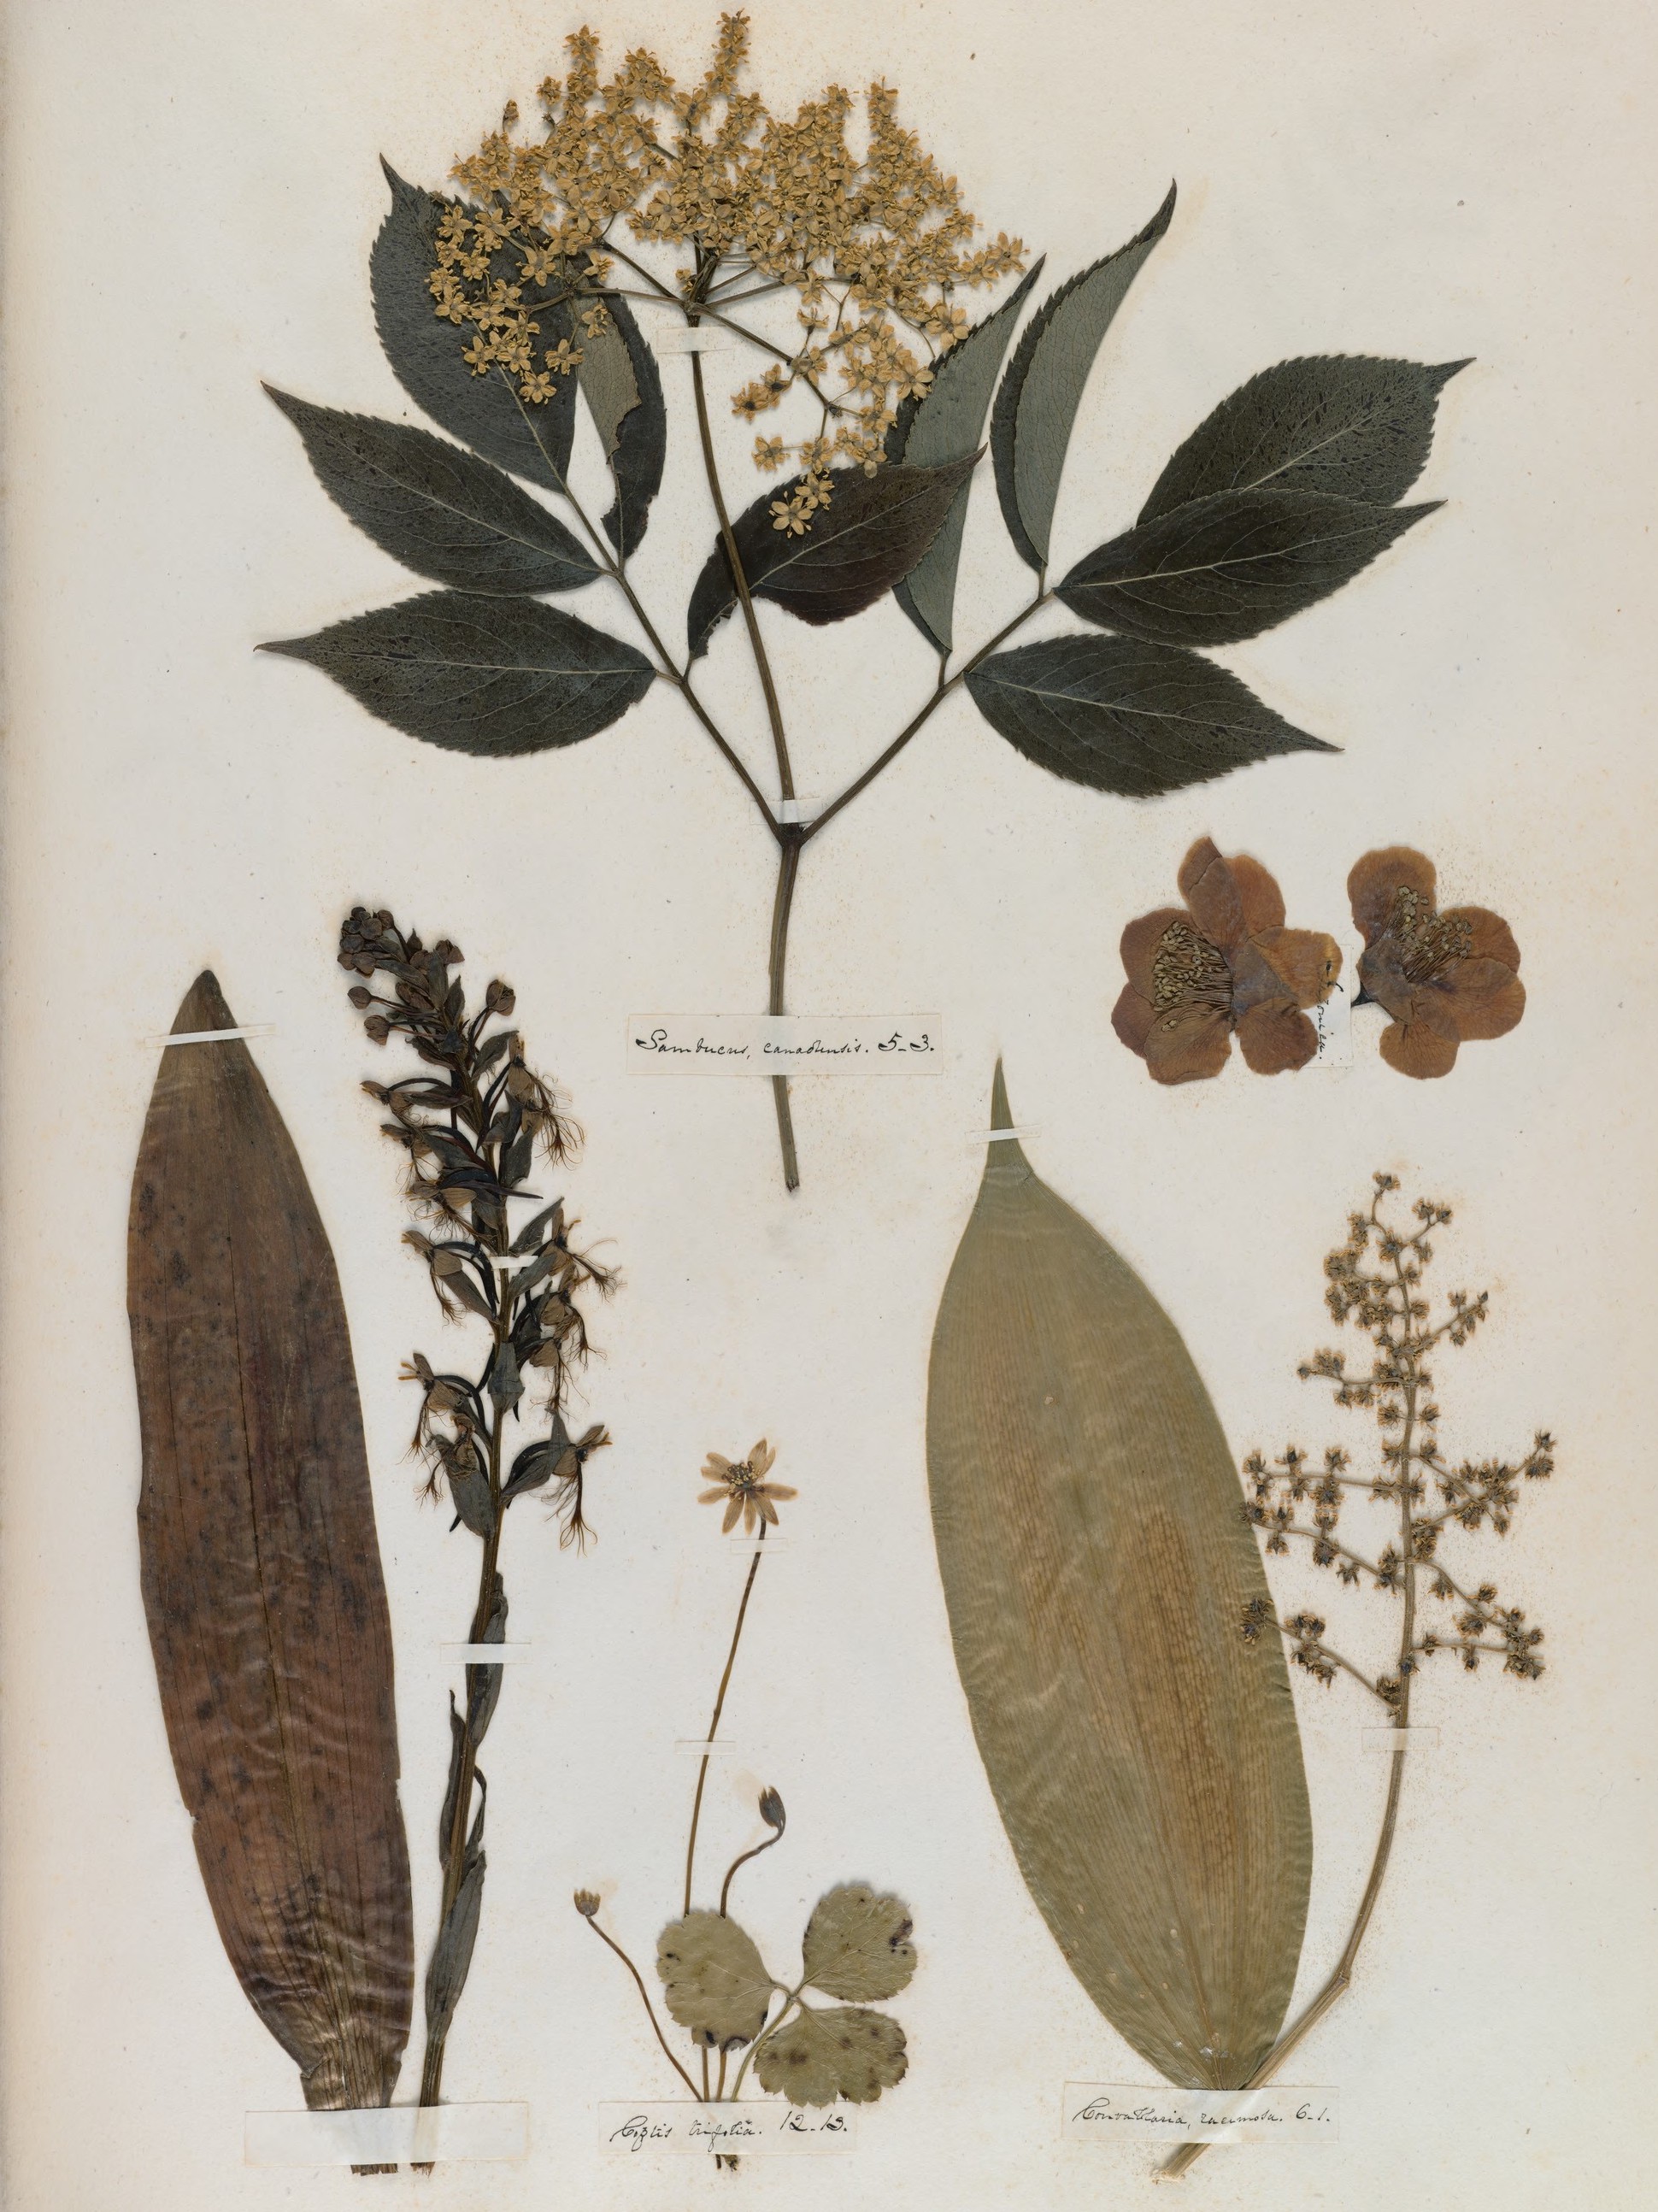 Sambucus, canadensis. 5-3.
Coptis trifolia. 12-13.
Convallaria, racemosa. 6-1.